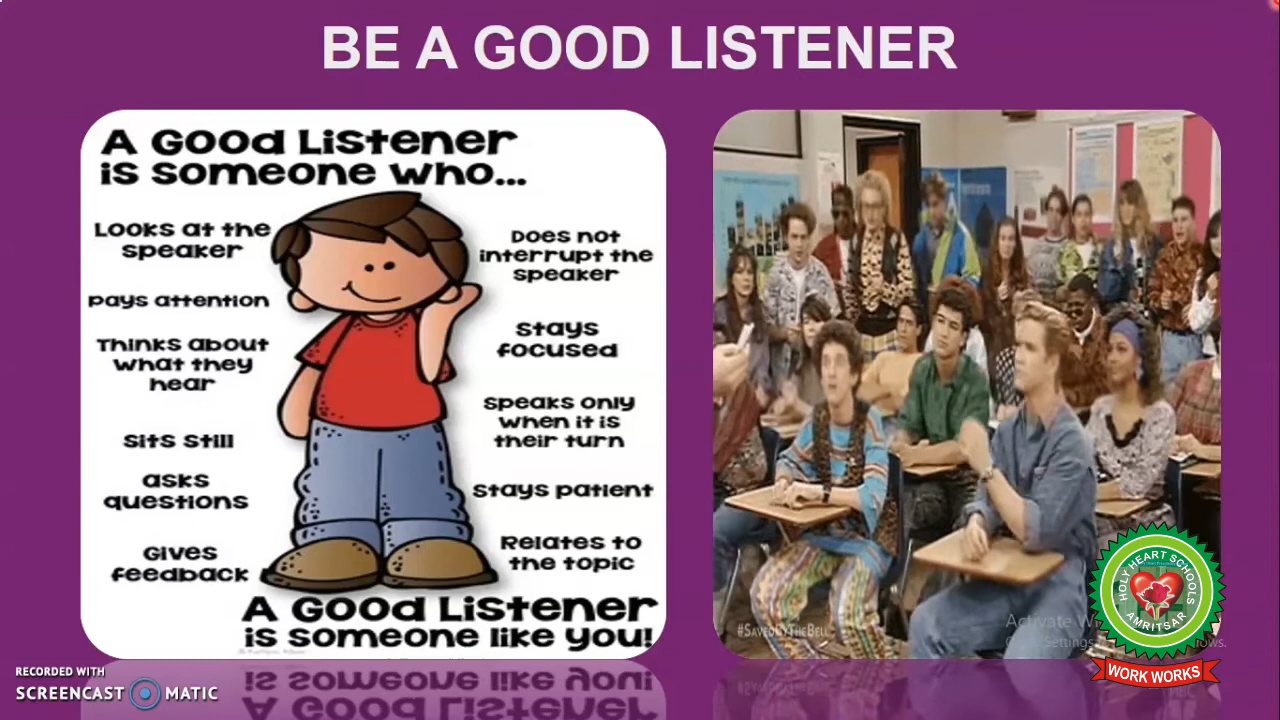 BE A GOOD LISTENER
A Good Listener
is someone who...
Looks at the
speaker
pays attention
Thinks about
what they
hear
sits still
asks
questions
Gives
feedback
Does not
interrupt the
speaker
stays
focused
speaks only
when it is
their turn
stays patient
Relates to
the topic
A Good Listener
is someone like you!
#SAVEDBYTHEBELL
Activate
HOLY HEART SCHOOLS
AMRITSAR
WORK WORKS
RECORDED WITH
SCREENCAST MATIC